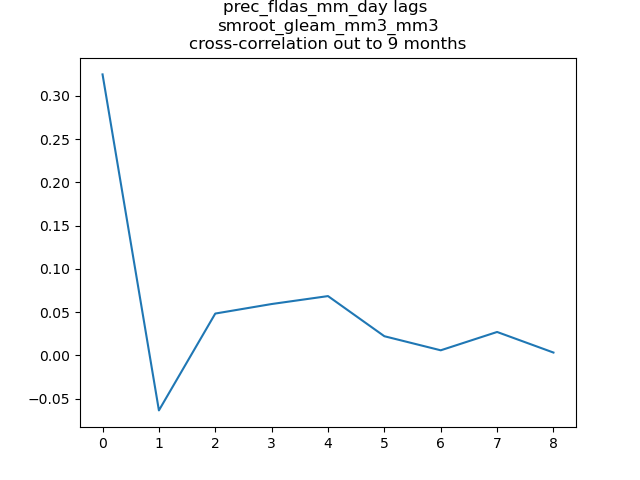 prec_fldas_mm_day lags
smroot_gleam_mm3_mm3
cross-correlation out to 9 months
0.30
0.25
0.20
0.15
0.10
0.05
0.00
−0.05
0 1 2 3 4 5 6 7 8